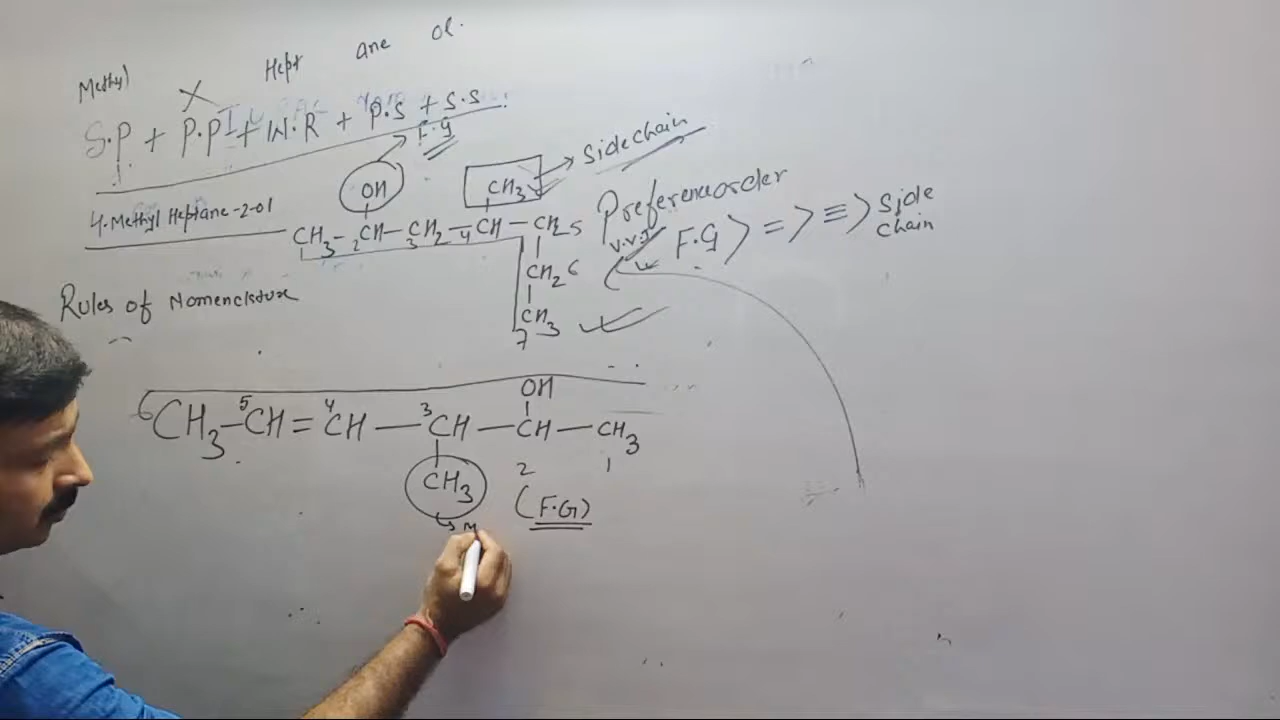 Methyl Hept ane ol.
X
S.P + P.P + W.R + P.S + S.S
F.G
OH CH3 → Side chain
4-Methyl Heptane-2-ol
CH3 - 2CH - 3CH2 - 4CH - CH2 5
CH2 6
CH3
7
Preference order
V.V.I
F.G > = > ≡ > Side chain
Rules of Nomenclature
OH
6 CH3 - 5CH = 4CH - 3CH - CH - CH3
2 1
CH3 (F.G)
M